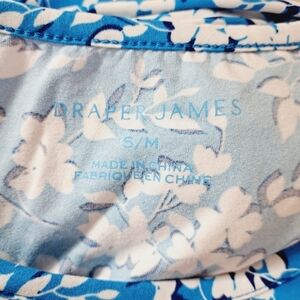 DRAPER JAMES
S/M
MADE IN CHINA
FABRIQUÉ EN CHINE